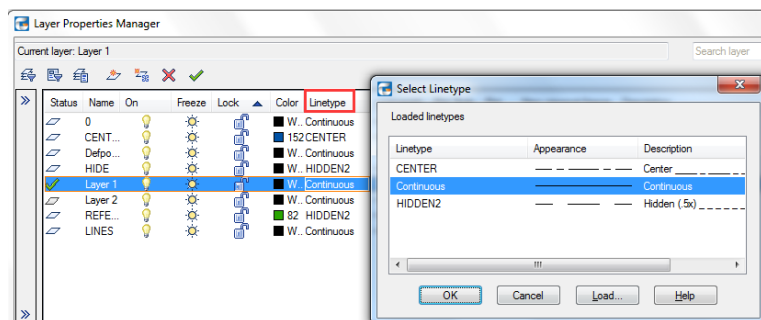 Layer Properties Manager
Current layer: Layer 1
Search layer
Status Name On Freeze Lock Color Linetype
0 W.. Continuous
CENT... 152 CENTER
Defpo... W.. Continuous
HIDE W.. HIDDEN2
Layer 1 W.. Continuous
Layer 2 W.. Continuous
REFE... 82 HIDDEN2
LINES W.. Continuous
Select Linetype
Loaded linetypes
Linetype Appearance Description
CENTER Center ____ _ ____ _
Continuous Continuous
HIDDEN2 Hidden (.5x) _ _ _ _ _ _
OK Cancel Load... Help